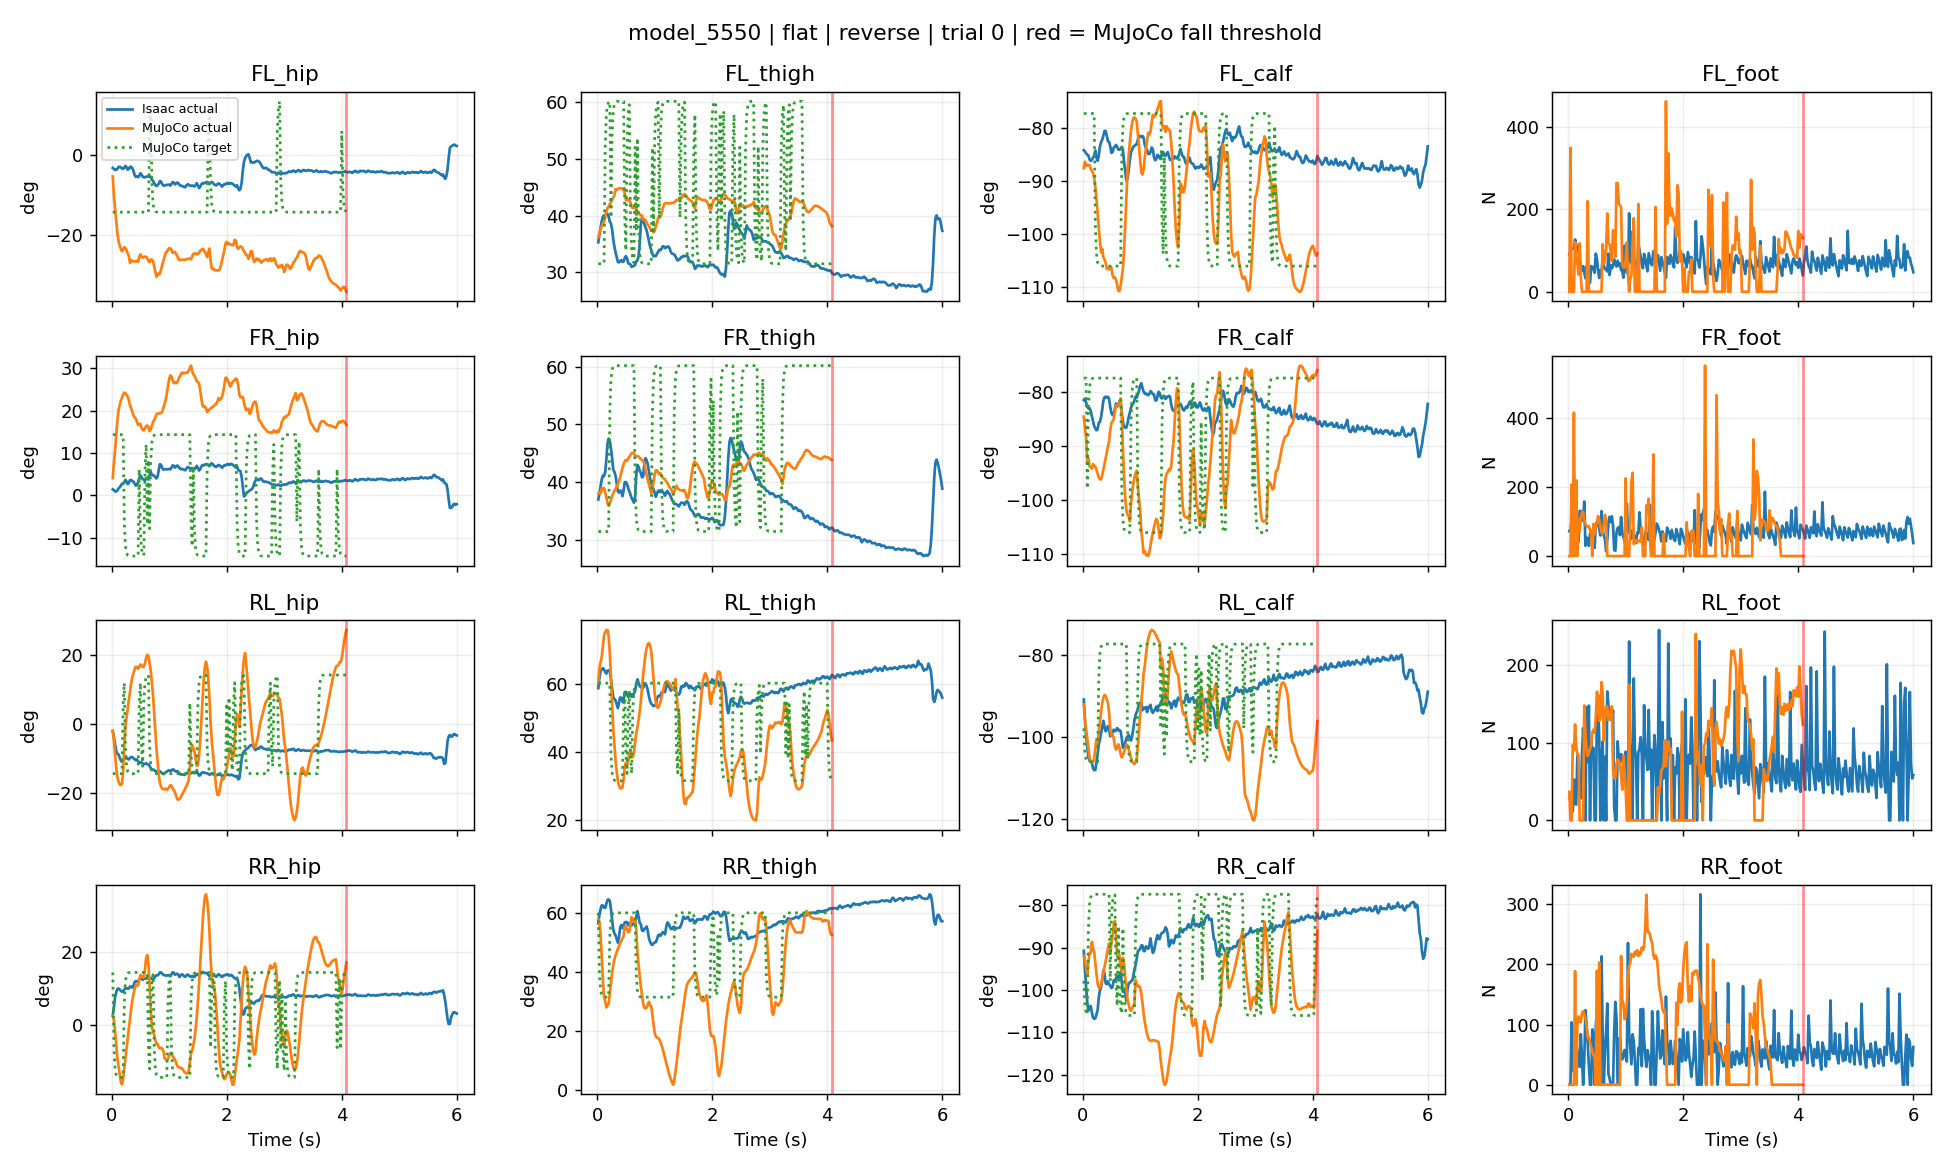 model_5550 | flat | reverse | trial 0 | red = MuJoCo fall threshold
FL_hip
FL_thigh
FL_calf
FL_foot
Isaac actual
MuJoCo actual
MuJoCo target
deg
0
−20
deg
60
50
40
30
deg
−80
−90
−100
−110
N
400
200
0
FR_hip
FR_thigh
FR_calf
FR_foot
deg
30
20
10
0
−10
deg
60
50
40
30
deg
−80
−90
−100
−110
N
400
200
0
RL_hip
RL_thigh
RL_calf
RL_foot
deg
20
0
−20
deg
60
40
20
deg
−80
−100
−120
N
200
100
0
RR_hip
RR_thigh
RR_calf
RR_foot
deg
20
0
deg
60
40
20
0
deg
−80
−90
−100
−110
−120
N
300
200
100
0
0 2 4 6
0 2 4 6
0 2 4 6
0 2 4 6
Time (s)
Time (s)
Time (s)
Time (s)